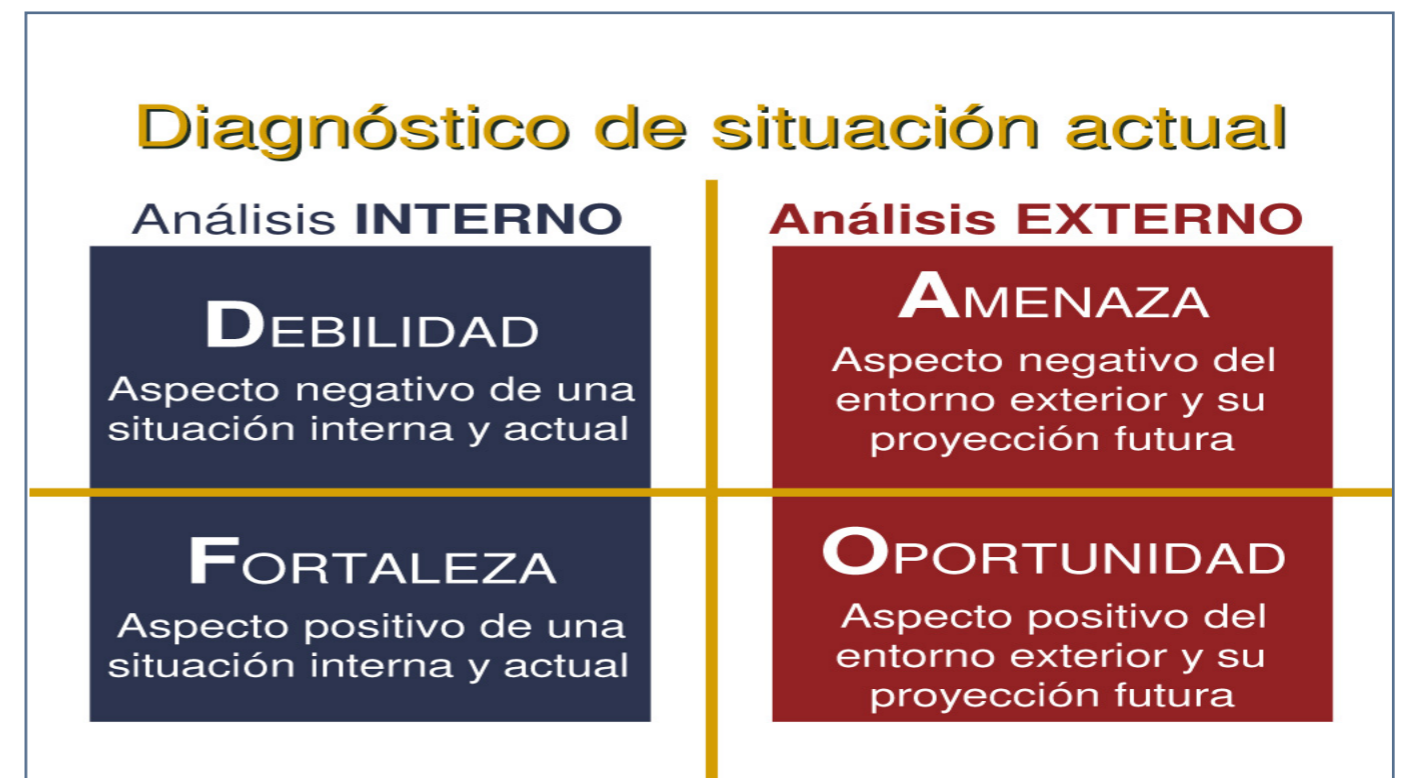 Diagnóstico de situación actual
Análisis INTERNO
DEBILIDAD
Aspecto negativo de una
situación interna y actual
FORTALEZA
Aspecto positivo de una
situación interna y actual
Análisis EXTERNO
AMENAZA
Aspecto negativo del
entorno exterior y su
proyección futura
OPORTUNIDAD
Aspecto positivo del
entorno exterior y su
proyección futura